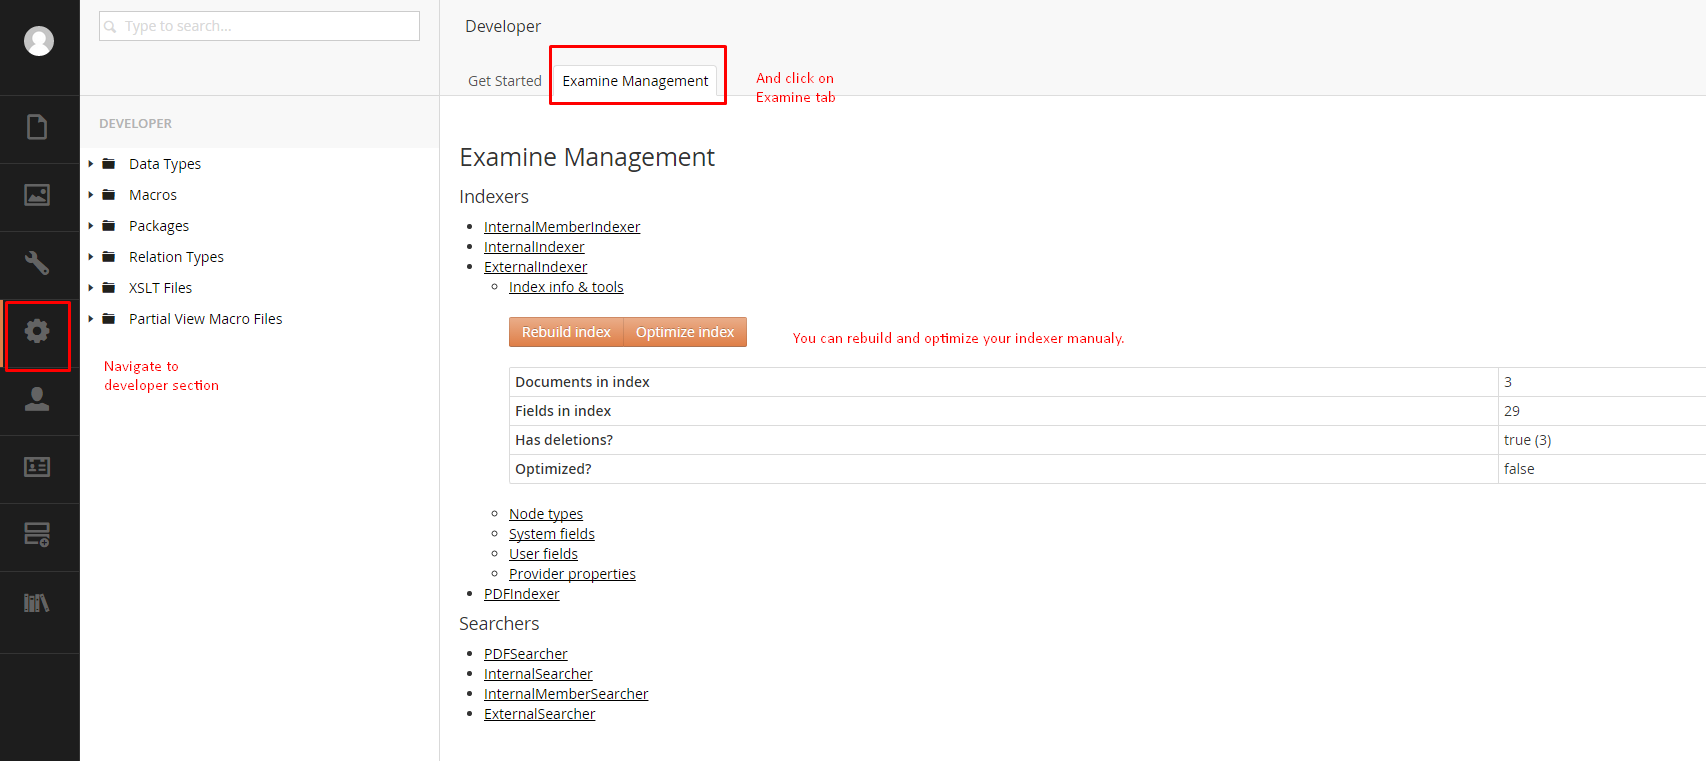 Type to search...
Developer
Get Started
Examine Management
And click on
Examine tab
DEVELOPER
Data Types
Macros
Packages
Relation Types
XSLT Files
Partial View Macro Files
Navigate to
developer section
Examine Management
Indexers
InternalMemberIndexer
InternalIndexer
ExternalIndexer
Index info & tools
Rebuild index
Optimize index
You can rebuild and optimize your indexer manualy.
Documents in index 3
Fields in index 29
Has deletions? true (3)
Optimized? false
Node types
System fields
User fields
Provider properties
PDFIndexer
Searchers
PDFSearcher
InternalSearcher
InternalMemberSearcher
ExternalSearcher